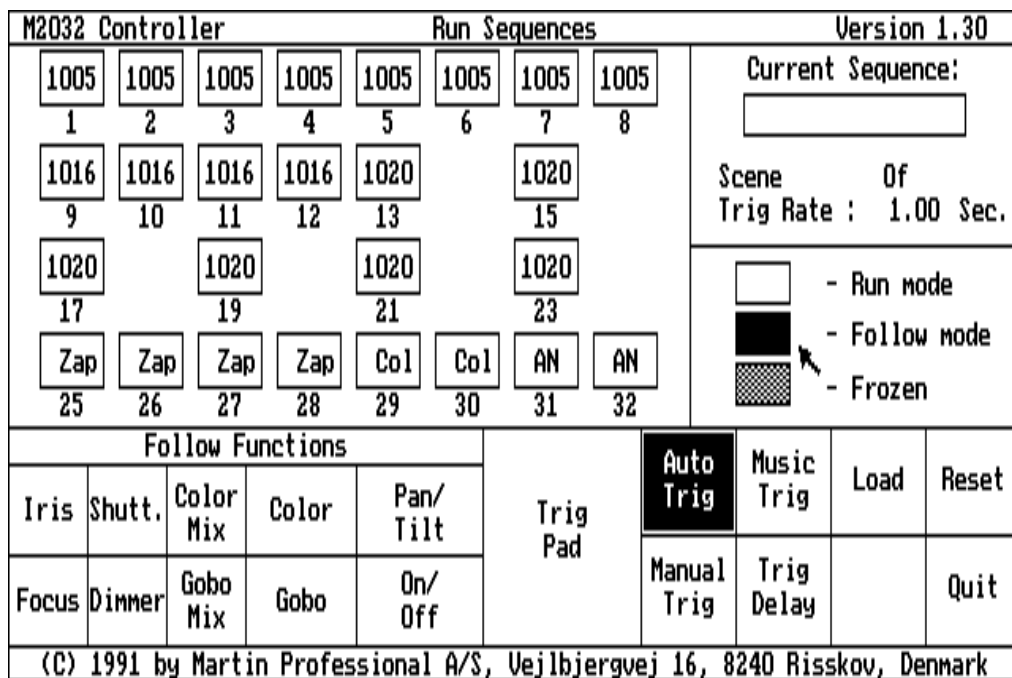 M2032 Controller Run Sequences Version 1.30
1005 1005 1005 1005 1005 1005 1005 1005
1 2 3 4 5 6 7 8
1016 1016 1016 1016 1020 1020
9 10 11 12 13 15
1020 1020 1020 1020
17 19 21 23
Zap Zap Zap Zap Col Col AN AN
25 26 27 28 29 30 31 32
Current Sequence:
Scene Of
Trig Rate : 1.00 Sec.
- Run mode
- Follow mode
- Frozen
Follow Functions
Iris
Shutt.
Color
Mix
Color
Pan/
Tilt
Focus
Dimmer
Gobo
Mix
Gobo
On/
Off
Trig
Pad
Auto
Trig
Music
Trig
Load
Reset
Manual
Trig
Trig
Delay
Quit
(C) 1991 by Martin Professional A/S, Vejlbjergvej 16, 8240 Risskov, Denmark